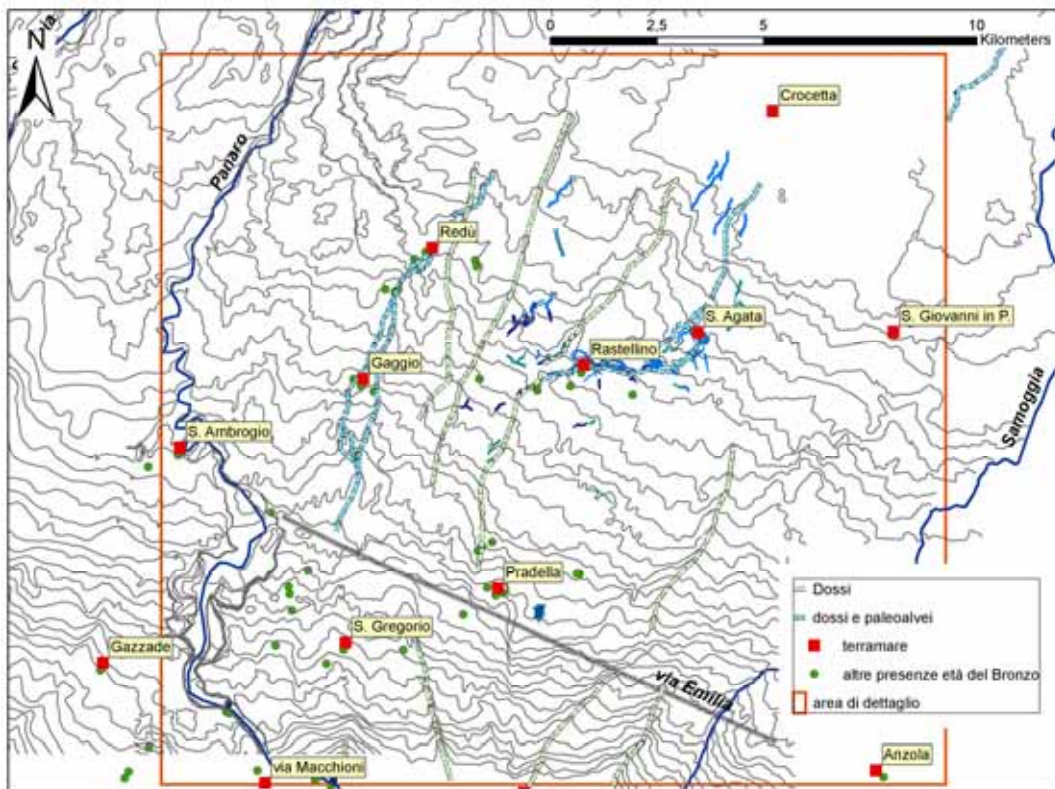 0 2,5 5 10
Kilometers
N
Crocetta
Panaro
Redù
S. Agata
S. Giovanni in P.
Rastellino
Gaggio
Samoggia
S. Ambrogio
Pradella
S. Gregorio
Gazzade
via Emilia
via Macchioni
Anzola
Dossi
dossi e paleoalvei
terramare
altre presenze età del Bronzo
area di dettaglio